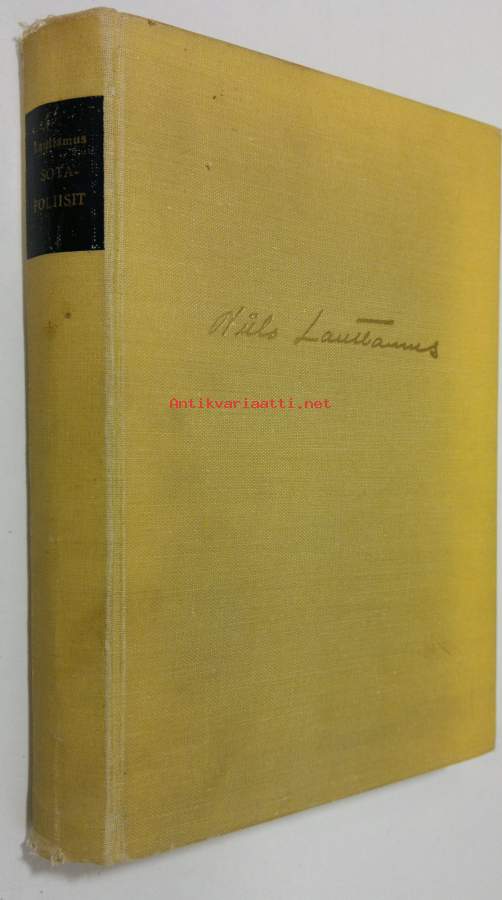 Lauttamus
SOTA-
POLIISIT
Niilo Lauttamus
Antikvariaatti.net